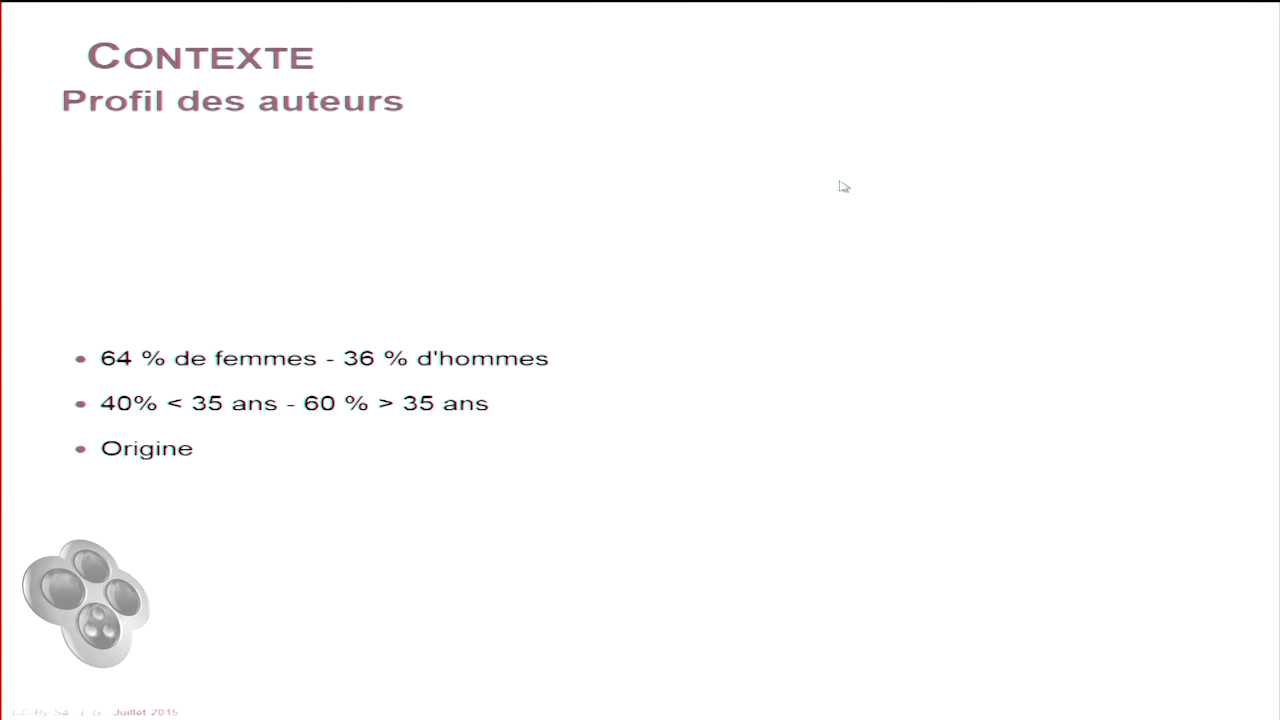 CONTEXTE
Profil des auteurs
64 % de femmes - 36 % d'hommes
40% < 35 ans - 60 % > 35 ans
Origine
CC-By-Sa - L G - Juillet 2015